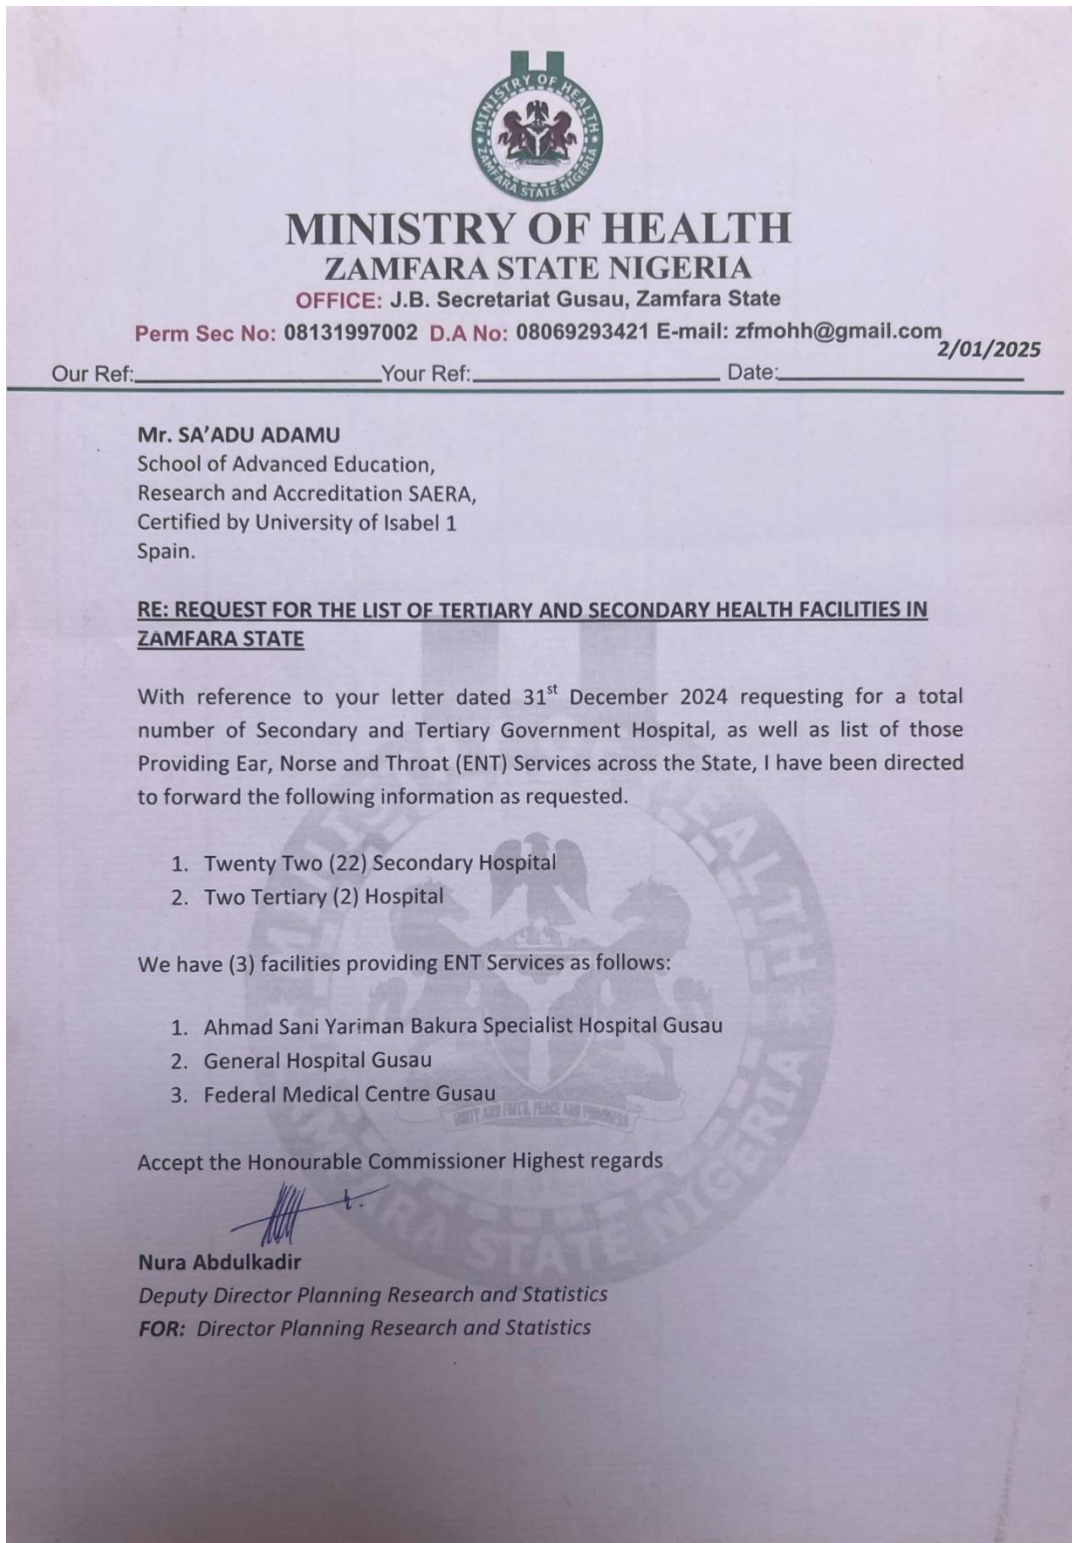 MINISTRY OF HEALTH
ZAMFARA STATE NIGERIA
MINISTRY OF HEALTH
ZAMFARA STATE NIGERIA
OFFICE: J.B. Secretariat Gusau, Zamfara State
Perm Sec No: 08131997002 D.A No: 08069293421 E-mail: zfmohh@gmail.com
2/01/2025
Our Ref:____________Your Ref:____________ Date:____________
Mr. SA’ADU ADAMU
School of Advanced Education,
Research and Accreditation SAERA,
Certified by University of Isabel 1
Spain.
RE: REQUEST FOR THE LIST OF TERTIARY AND SECONDARY HEALTH FACILITIES IN
ZAMFARA STATE
With reference to your letter dated 31st December 2024 requesting for a total
number of Secondary and Tertiary Government Hospital, as well as list of those
Providing Ear, Norse and Throat (ENT) Services across the State, I have been directed
to forward the following information as requested.
1. Twenty Two (22) Secondary Hospital
2. Two Tertiary (2) Hospital
We have (3) facilities providing ENT Services as follows:
1. Ahmad Sani Yariman Bakura Specialist Hospital Gusau
2. General Hospital Gusau
3. Federal Medical Centre Gusau
Accept the Honourable Commissioner Highest regards
Nura Abdulkadir
Deputy Director Planning Research and Statistics
FOR: Director Planning Research and Statistics